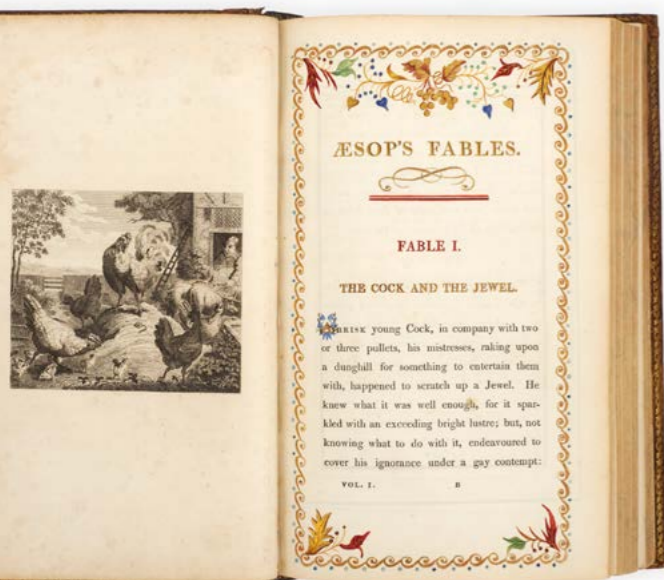 ÆSOP'S FABLES.
FABLE I.
THE COCK AND THE JEWEL.
A BRISK young Cock, in company with two
or three pullets, his mistresses, raking upon
a dunghill for something to entertain them
with, happened to scratch up a Jewel. He
knew what it was well enough, for it spar-
kled with an exceeding bright lustre; but, not
knowing what to do with it, endeavoured to
cover his ignorance under a gay contempt:
VOL. I. B